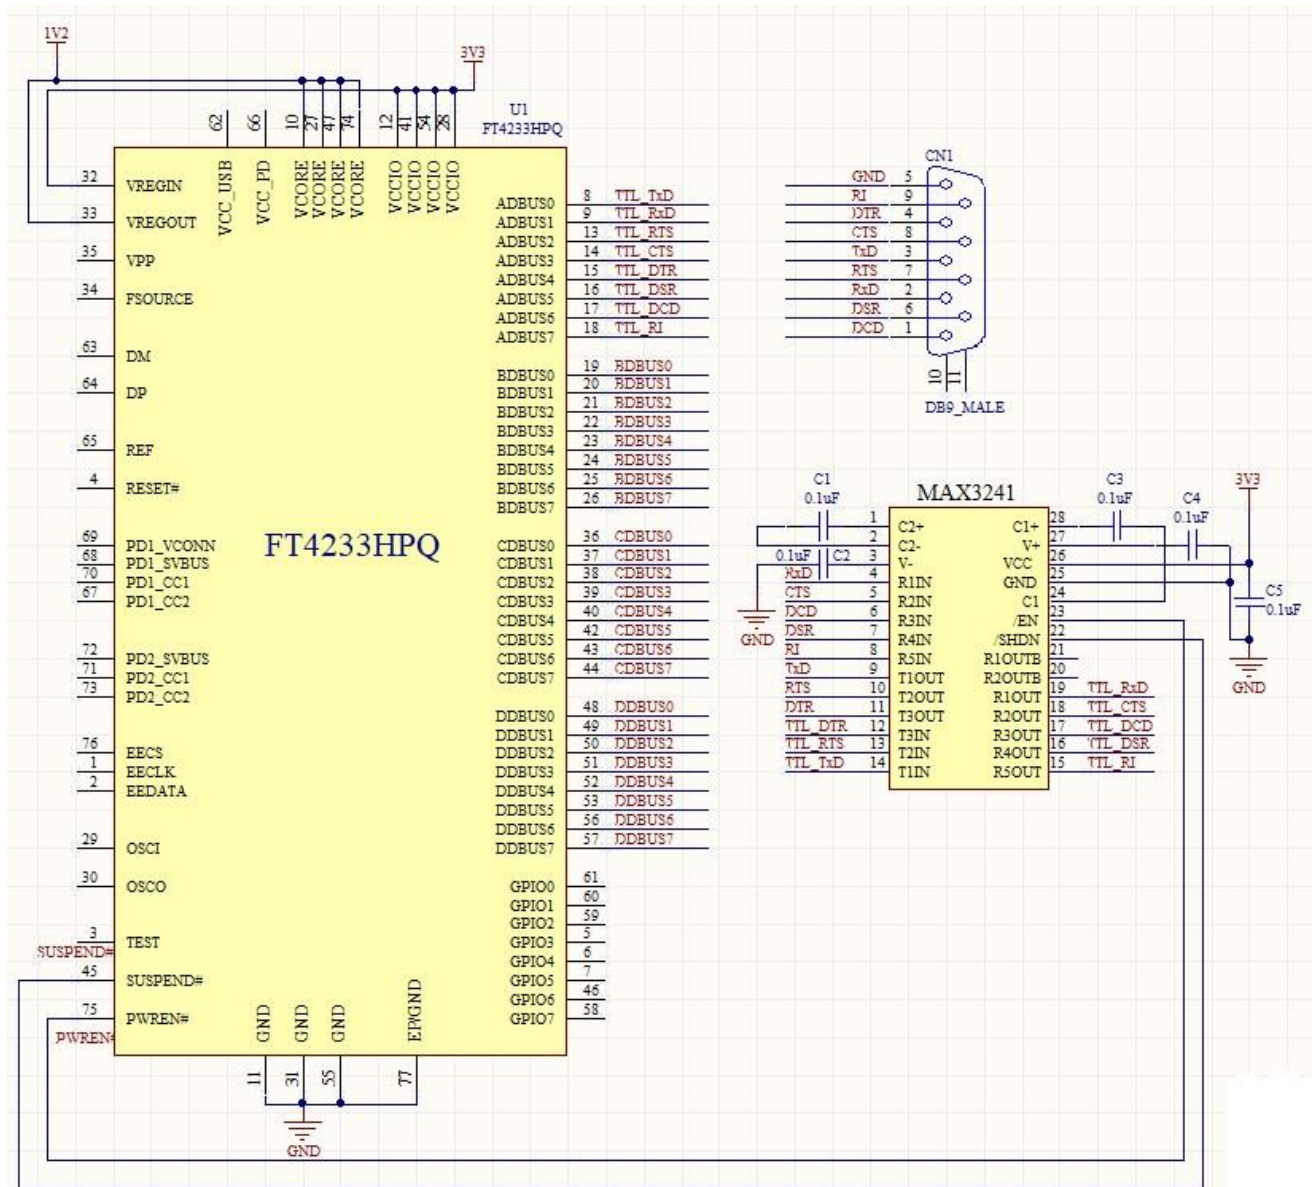 1V2
3V3
U1
FT4233HPQ
62
66
10
27
47
74
12
41
54
28
VCC_USB
VCC_PD
VCORE
VCORE
VCORE
VCORE
VCCIO
VCCIO
VCCIO
VCCIO
32 VREGIN
33 VREGOUT
35 VPP
34 FSOURCE
63 DM
64 DP
65 REF
4 RESET#
69 PD1_VCONN
68 PD1_SVBUS
70 PD1_CC1
67 PD1_CC2
72 PD2_SVBUS
71 PD2_CC1
73 PD2_CC2
76 EECS
1 EECLK
2 EEDATA
29 OSCI
30 OSCO
3 TEST
SUSPEND#
45 SUSPEND#
75 PWREN#
PWREN#
FT4233HPQ
ADBUS0 8 TTL_TxD
ADBUS1 9 TTL_RxD
ADBUS2 13 TTL_RTS
ADBUS3 14 TTL_CTS
ADBUS4 15 TTL_DTR
ADBUS5 16 TTL_DSR
ADBUS6 17 TTL_DCD
ADBUS7 18 TTL_RI
BDBUS0 19 BDBUS0
BDBUS1 20 BDBUS1
BDBUS2 21 BDBUS2
BDBUS3 22 BDBUS3
BDBUS4 23 BDBUS4
BDBUS5 24 BDBUS5
BDBUS6 25 BDBUS6
BDBUS7 26 BDBUS7
CDBUS0 36 CDBUS0
CDBUS1 37 CDBUS1
CDBUS2 38 CDBUS2
CDBUS3 39 CDBUS3
CDBUS4 40 CDBUS4
CDBUS5 42 CDBUS5
CDBUS6 43 CDBUS6
CDBUS7 44 CDBUS7
DDBUS0 48 DDBUS0
DDBUS1 49 DDBUS1
DDBUS2 50 DDBUS2
DDBUS3 51 DDBUS3
DDBUS4 52 DDBUS4
DDBUS5 53 DDBUS5
DDBUS6 56 DDBUS6
DDBUS7 57 DDBUS7
GPIO0 61
GPIO1 60
GPIO2 59
GPIO3 5
GPIO4 6
GPIO5 7
GPIO6 46
GPIO7 58
GND
GND
GND
EP/GND
11
31
55
77
GND
CN1
GND 5
RI 9
DTR 4
CTS 8
TxD 3
RTS 7
RxD 2
DSR 6
DCD 1
10
11
DB9_MALE
MAX3241
C1
0.1uF
0.1uF C2
C3
0.1uF
C4
0.1uF
3V3
C5
0.1uF
GND
GND
1 C2+
2 C2-
3 V-
RxD 4 R1IN
CTS 5 R2IN
DCD 6 R3IN
DSR 7 R4IN
RI 8 R5IN
TxD 9 T1OUT
RTS 10 T2OUT
DTR 11 T3OUT
TTL_DTR 12 T3IN
TTL_RTS 13 T2IN
TTL_TxD 14 T1IN
C1+ 28
V+ 27
VCC 26
GND 25
C1 24
/EN 23
/SHDN 22
R1OUTB 21
R2OUTB 20
R1OUT 19 TTL_RxD
R2OUT 18 TTL_CTS
R3OUT 17 TTL_DCD
R4OUT 16 TTL_DSR
R5OUT 15 TTL_RI